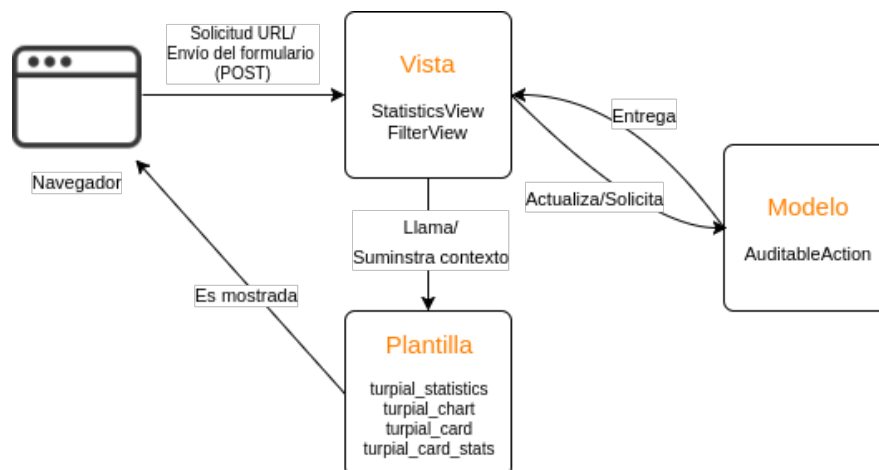 Solicitud URL/
Envío del formulario
(POST)
Vista
StatisticsView
FilterView
Entrega
Navegador
Actualiza/Solicita
Modelo
AuditableAction
Llama/
Suminstra contexto
Es mostrada
Plantilla
turpial_statistics
turpial_chart
turpial_card
turpial_card_stats